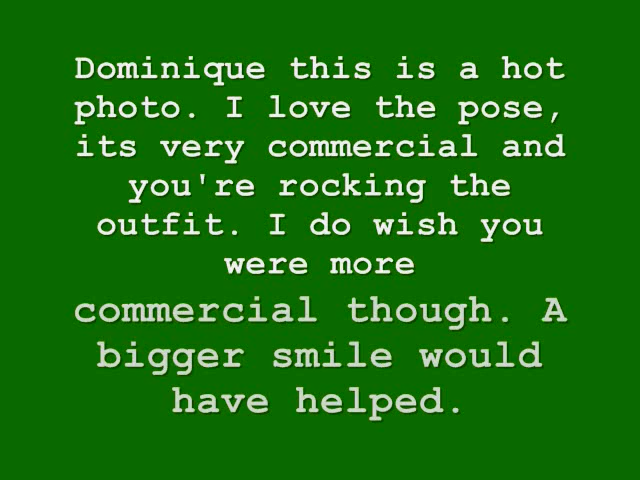 Dominique this is a hot
photo. I love the pose,
its very commercial and
you're rocking the
outfit. I do wish you
were more
commercial though. A
bigger smile would
have helped.